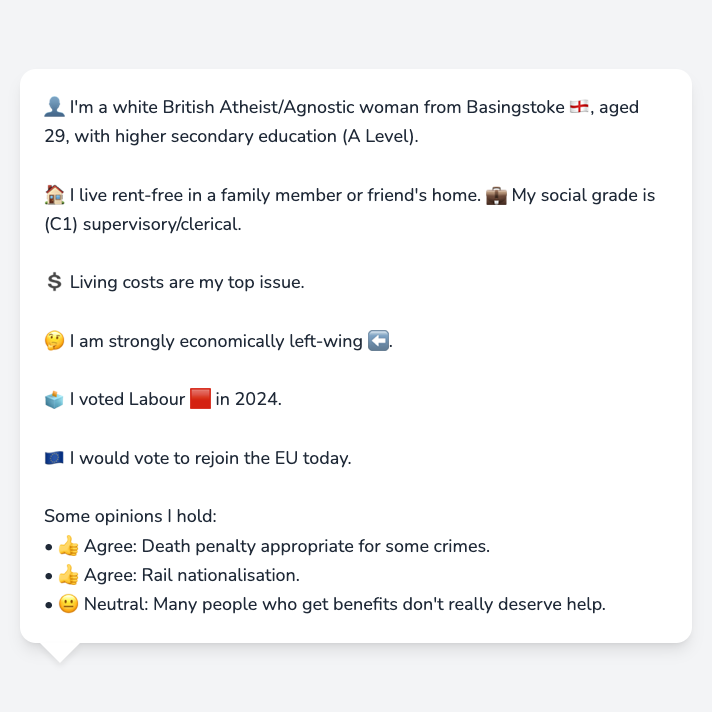 👤 I'm a white British Atheist/Agnostic woman from Basingstoke 🏴󠁧󠁢󠁥󠁮󠁧󠁿, aged
29, with higher secondary education (A Level).
🏠 I live rent-free in a family member or friend's home. 💼 My social grade is
(C1) supervisory/clerical.
💲 Living costs are my top issue.
🤔 I am strongly economically left-wing ⬅️.
🗳️ I voted Labour 🟥 in 2024.
🇪🇺 I would vote to rejoin the EU today.
Some opinions I hold:
• 👍 Agree: Death penalty appropriate for some crimes.
• 👍 Agree: Rail nationalisation.
• 😐 Neutral: Many people who get benefits don't really deserve help.